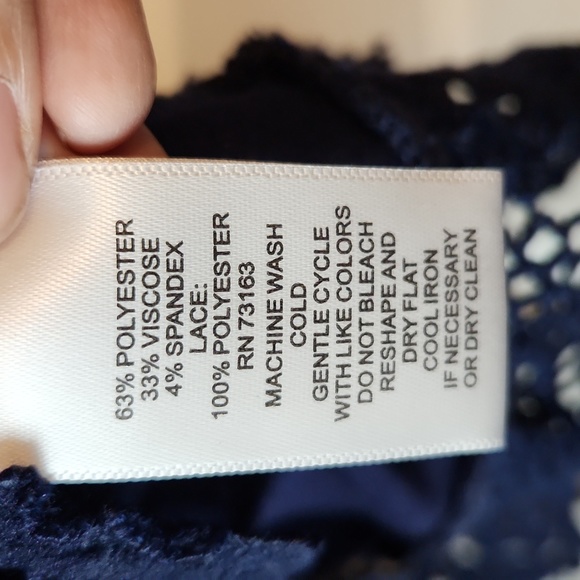 63% POLYESTER
33% VISCOSE
4% SPANDEX
LACE:
100% POLYESTER
RN 73163
MACHINE WASH
COLD
GENTLE CYCLE
WITH LIKE COLORS
DO NOT BLEACH
RESHAPE AND
DRY FLAT
COOL IRON
IF NECESSARY
OR DRY CLEAN